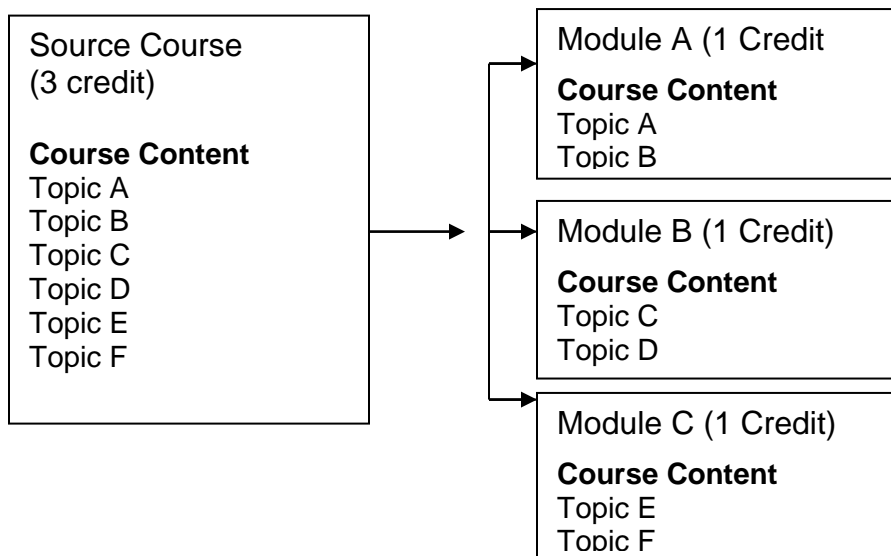 Source Course
(3 credit)
Course Content
Topic A
Topic B
Topic C
Topic D
Topic E
Topic F
Module A (1 Credit
Course Content
Topic A
Topic B
Module B (1 Credit)
Course Content
Topic C
Topic D
Module C (1 Credit)
Course Content
Topic E
Topic F